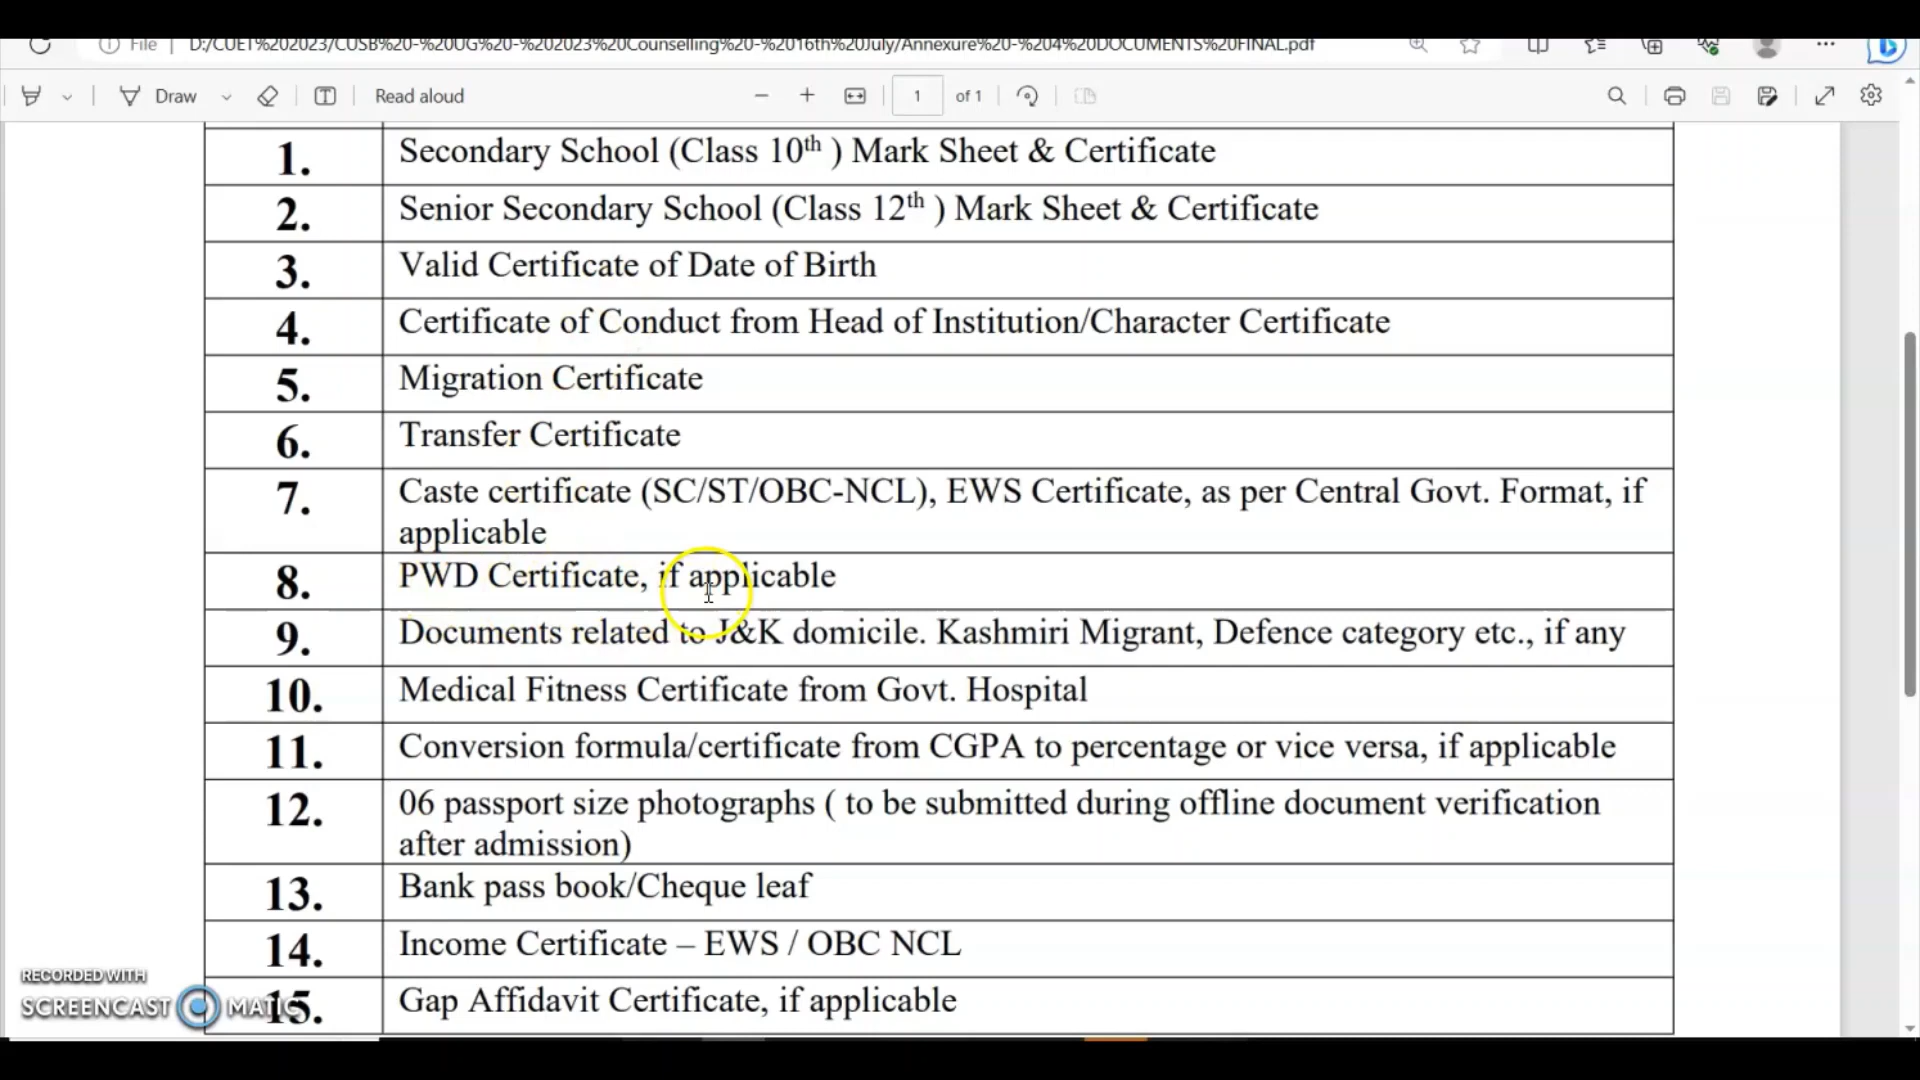 File | D:/CUET%202023/CUSB%20-%20UG%20-%202023%20Counselling%20-%2016th%20July/Annexure%20-%204%20DOCUMENTS%20FINAL.pdf
Draw Read aloud 1 of 1
1. Secondary School (Class 10th ) Mark Sheet & Certificate
2. Senior Secondary School (Class 12th ) Mark Sheet & Certificate
3. Valid Certificate of Date of Birth
4. Certificate of Conduct from Head of Institution/Character Certificate
5. Migration Certificate
6. Transfer Certificate
7. Caste certificate (SC/ST/OBC-NCL), EWS Certificate, as per Central Govt. Format, if
applicable
8. PWD Certificate, if applicable
9. Documents related to J&K domicile. Kashmiri Migrant, Defence category etc., if any
10. Medical Fitness Certificate from Govt. Hospital
11. Conversion formula/certificate from CGPA to percentage or vice versa, if applicable
12. 06 passport size photographs ( to be submitted during offline document verification
after admission)
13. Bank pass book/Cheque leaf
14. Income Certificate – EWS / OBC NCL
15. Gap Affidavit Certificate, if applicable
RECORDED WITH
SCREENCAST MATIC